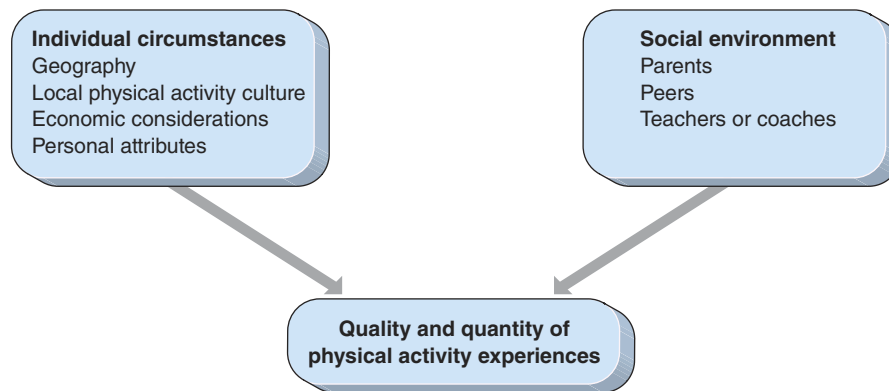 Individual circumstances
Geography
Local physical activity culture
Economic considerations
Personal attributes
Social environment
Parents
Peers
Teachers or coaches
Quality and quantity of
physical activity experiences